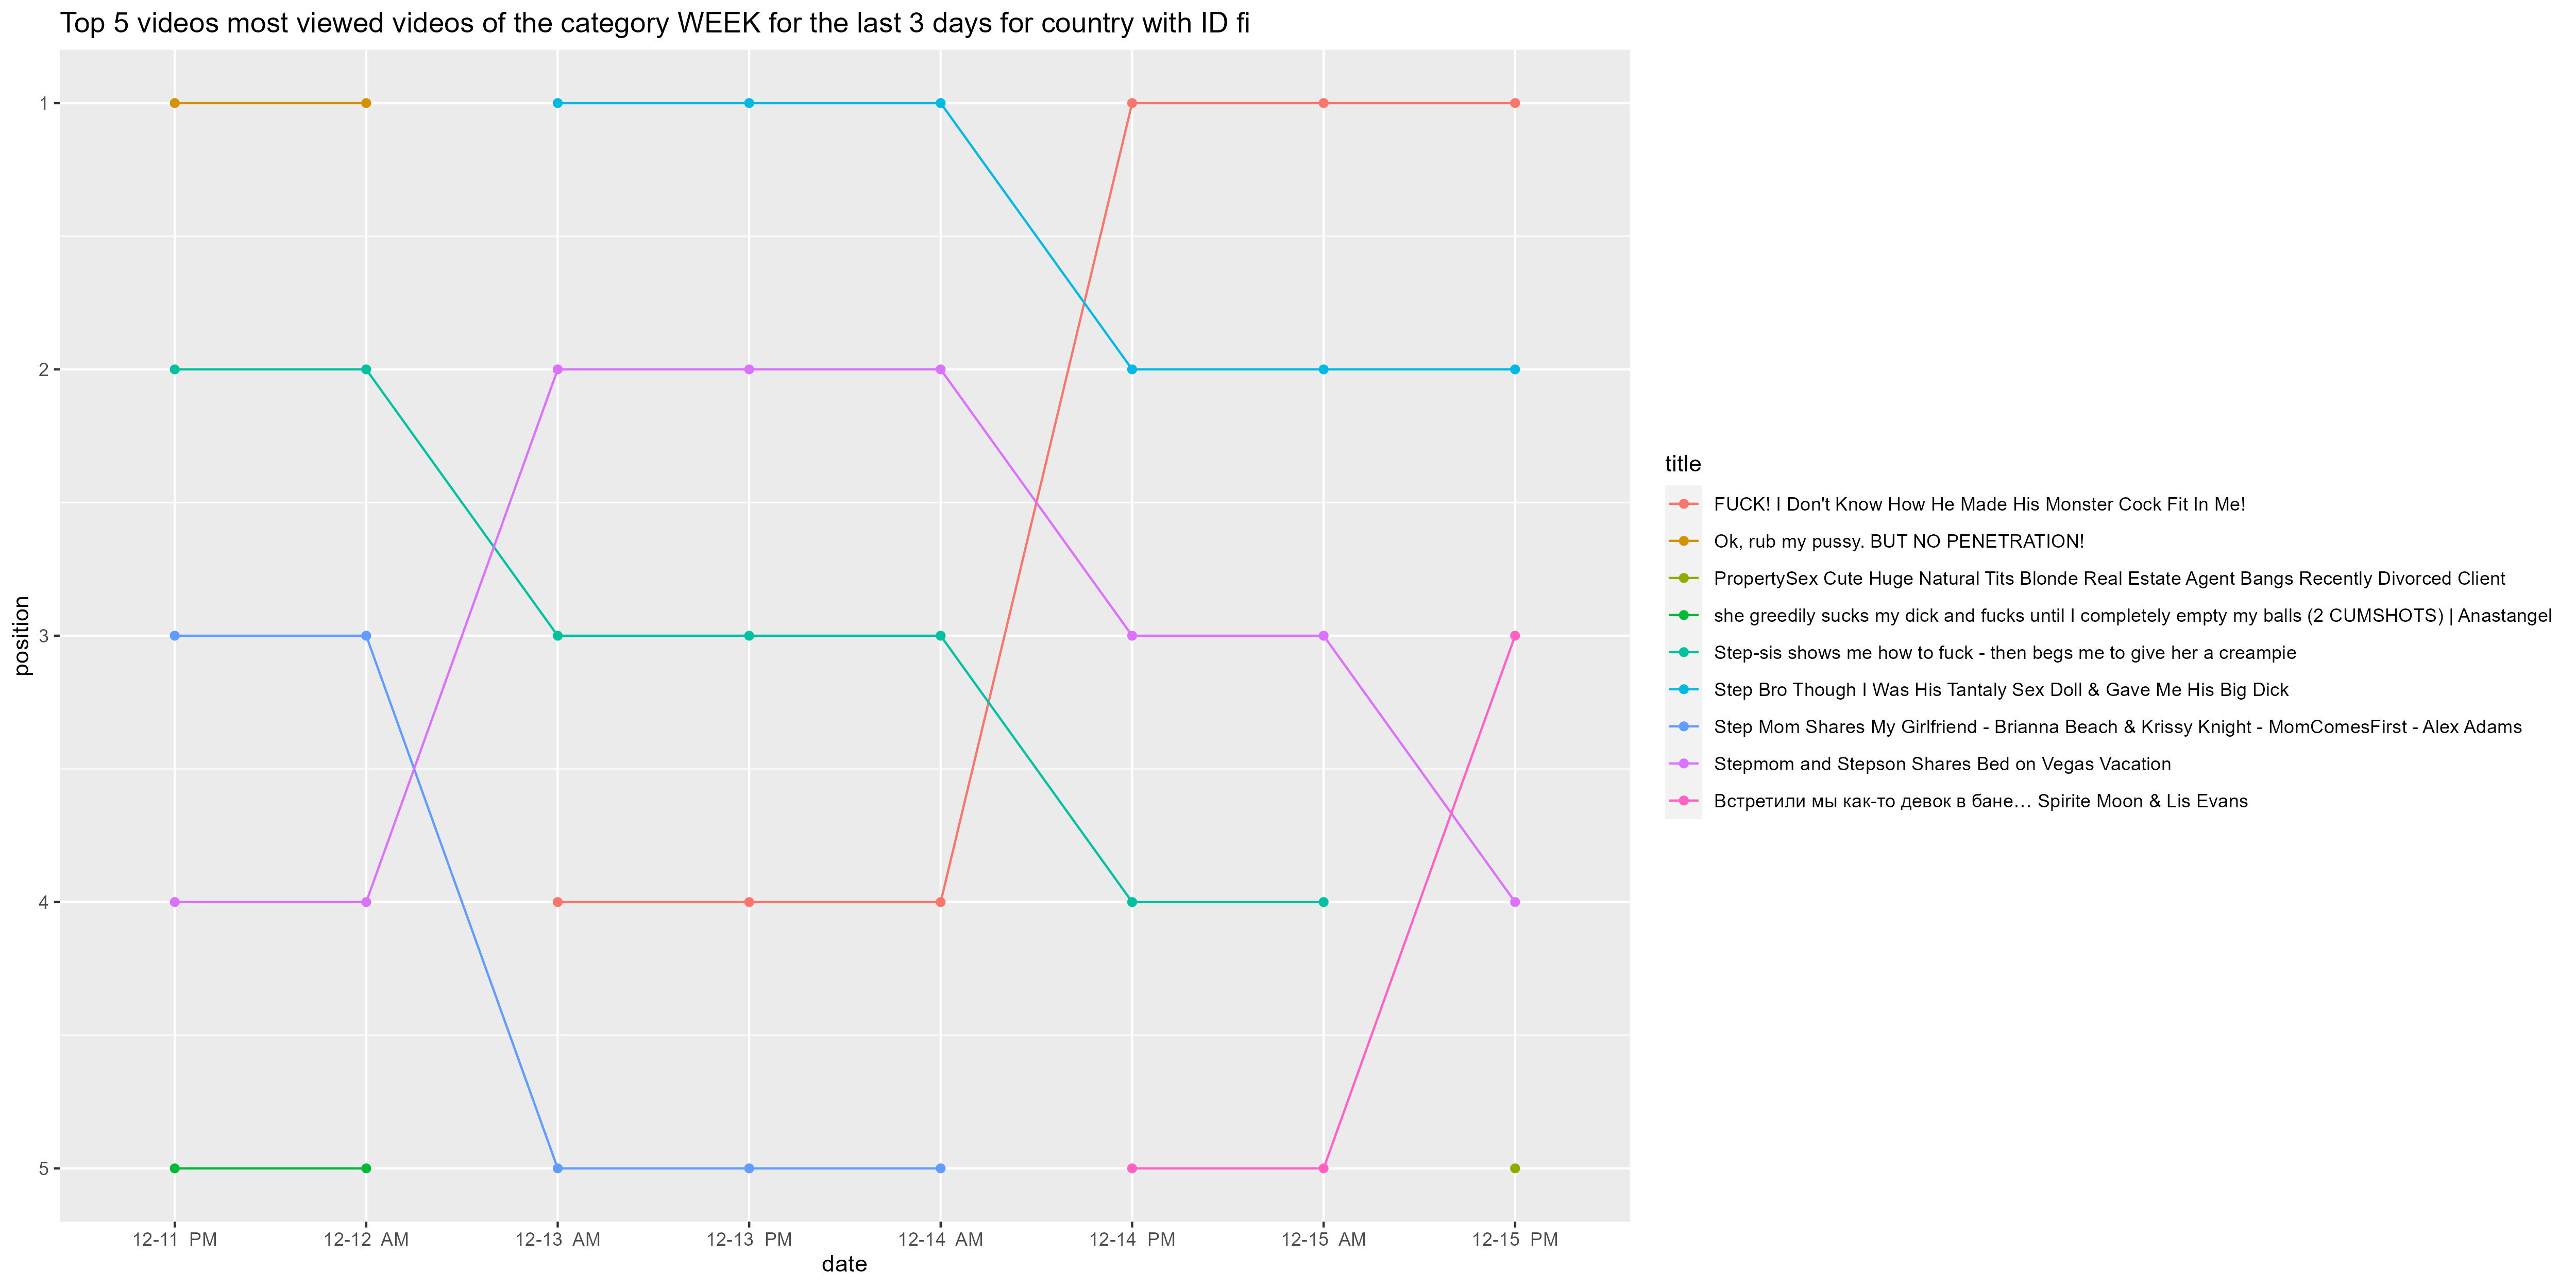 Top 5 videos most viewed videos of the category WEEK for the last 3 days for country with ID fi
position
1
2
3
4
5
12-11 PM
12-12 AM
12-13 AM
12-13 PM
12-14 AM
12-14 PM
12-15 AM
12-15 PM
date
title
FUCK! I Don't Know How He Made His Monster Cock Fit In Me!
Ok, rub my pussy. BUT NO PENETRATION!
PropertySex Cute Huge Natural Tits Blonde Real Estate Agent Bangs Recently Divorced Client
she greedily sucks my dick and fucks until I completely empty my balls (2 CUMSHOTS) | Anastangel
Step-sis shows me how to fuck - then begs me to give her a creampie
Step Bro Though I Was His Tantaly Sex Doll & Gave Me His Big Dick
Step Mom Shares My Girlfriend - Brianna Beach & Krissy Knight - MomComesFirst - Alex Adams
Stepmom and Stepson Shares Bed on Vegas Vacation
Встретили мы как-то девок в бане… Spirite Moon & Lis Evans